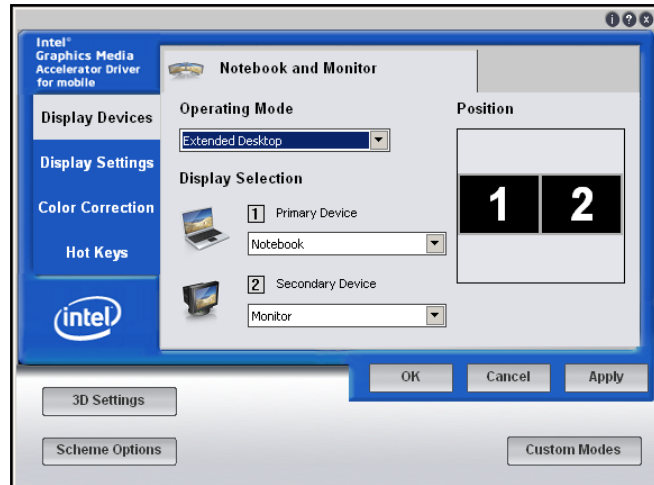 Intel®
Graphics Media
Accelerator Driver
for mobile
Notebook and Monitor
Display Devices
Display Settings
Color Correction
Hot Keys
intel
Operating Mode
Extended Desktop
Display Selection
1 Primary Device
Notebook
2 Secondary Device
Monitor
Position
1 2
OK Cancel Apply
3D Settings
Scheme Options
Custom Modes